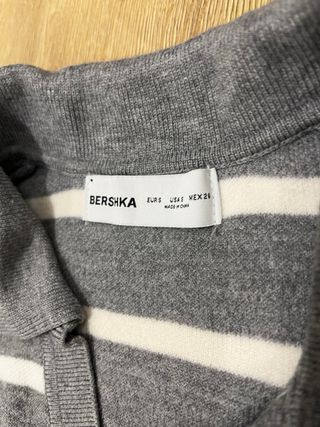 BERSHKA EUR S USA S MEX 26
MADE IN CHINA